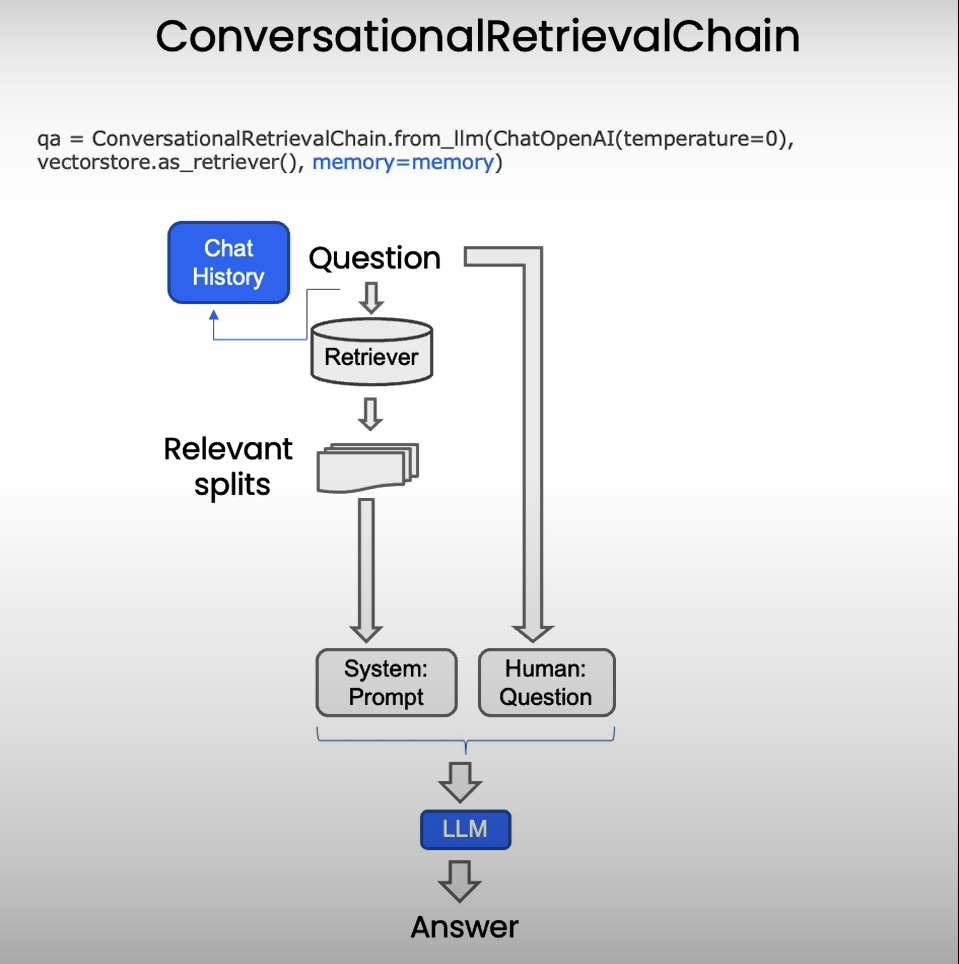 ConversationalRetrievalChain
qa = ConversationalRetrievalChain.from_llm(ChatOpenAI(temperature=0),
vectorstore.as_retriever(), memory=memory)
Chat
History
Question
Retriever
Relevant
splits
System:
Prompt
Human:
Question
LLM
Answer